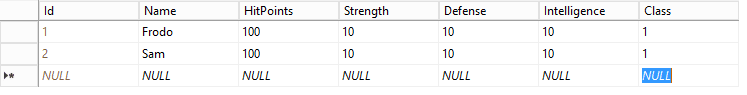 Id Name HitPoints Strength Defense Intelligence Class
1 Frodo 100 10 10 10 1
2 Sam 100 10 10 10 1
NULL NULL NULL NULL NULL NULL NULL